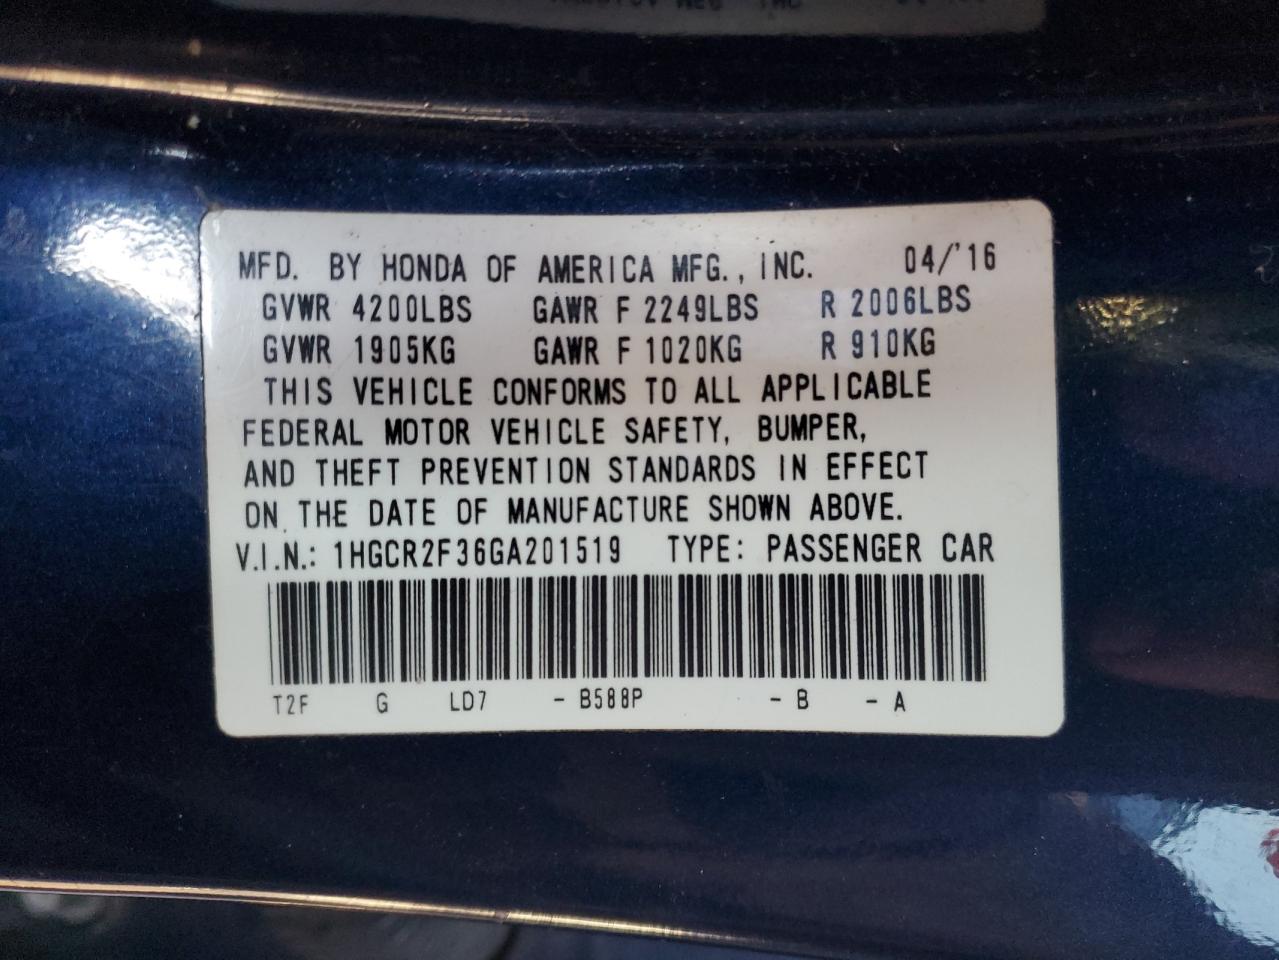 MFD. BY HONDA OF AMERICA MFG., INC. 04/'16
GVWR 4200LBS GAWR F 2249LBS R 2006LBS
GVWR 1905KG GAWR F 1020KG R 910KG
THIS VEHICLE CONFORMS TO ALL APPLICABLE
FEDERAL MOTOR VEHICLE SAFETY, BUMPER,
AND THEFT PREVENTION STANDARDS IN EFFECT
ON THE DATE OF MANUFACTURE SHOWN ABOVE.
V.I.N.: 1HGCR2F36GA201519 TYPE: PASSENGER CAR
T2F G LD7 - B588P - B - A